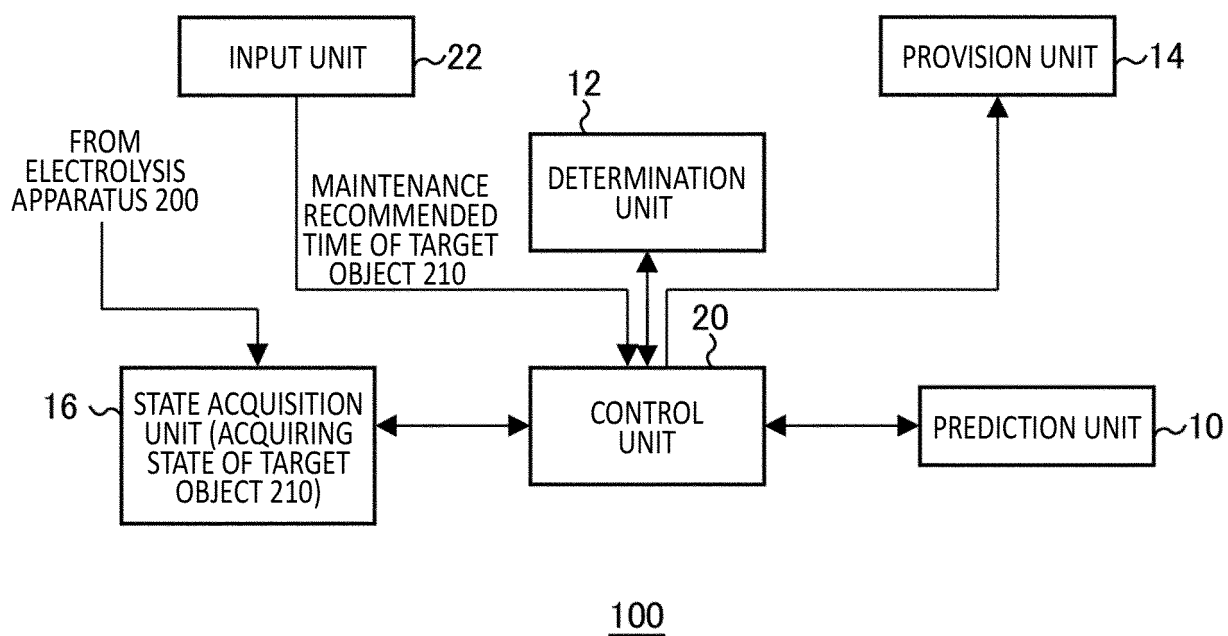 INPUT UNIT
22
PROVISION UNIT
14
12
DETERMINATION
UNIT
FROM
ELECTROLYSIS
APPARATUS 200
MAINTENANCE
RECOMMENDED
TIME OF TARGET
OBJECT 210
20
16
STATE ACQUISITION
UNIT (ACQUIRING
STATE OF TARGET
OBJECT 210)
CONTROL
UNIT
PREDICTION UNIT
10
100